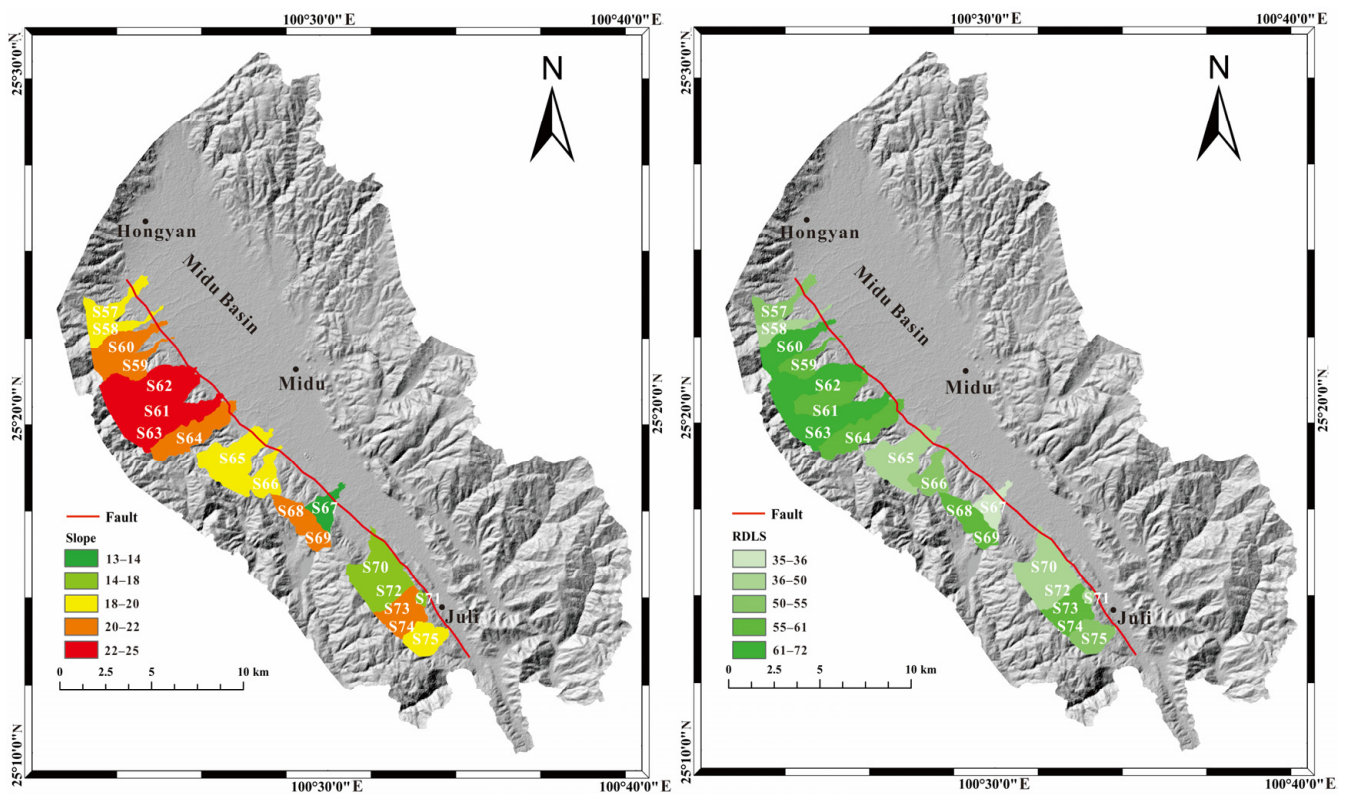 100°30'0"E
100°40'0"E
25°30'0"N
25°20'0"N
25°10'0"N
N
Hongyan
Midu Basin
Midu
Juli
S57
S58
S60
S59
S62
S61
S63
S64
S65
S66
S67
S68
S69
S70
S72
S71
S73
S74
S75
Fault
Slope
13–14
14–18
18–20
20–22
22–25
0 2.5 5 10 km
25°20'0"N
100°30'0"E
100°40'0"E
100°30'0"E
100°40'0"E
25°30'0"N
25°20'0"N
25°10'0"N
N
Hongyan
Midu Basin
Midu
Juli
S57
S58
S60
S59
S62
S61
S63
S64
S65
S66
S67
S68
S69
S70
S72
S71
S73
S74
S75
Fault
RDLS
35–36
36–50
50–55
55–61
61–72
0 2.5 5 10 km
25°20'0"N
100°30'0"E
100°40'0"E